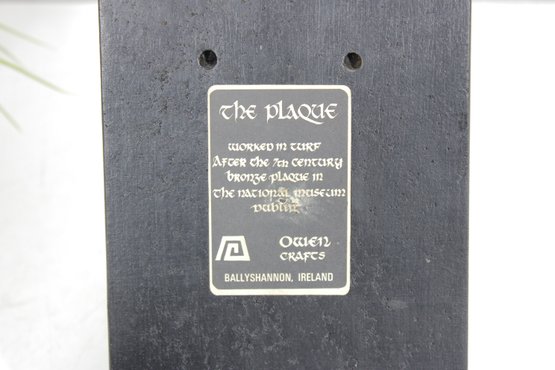 The Plaque
worked in turf
After the 7th century
bronze plaque in
The national museum
Dublin
Owen
crafts
BALLYSHANNON, IRELAND